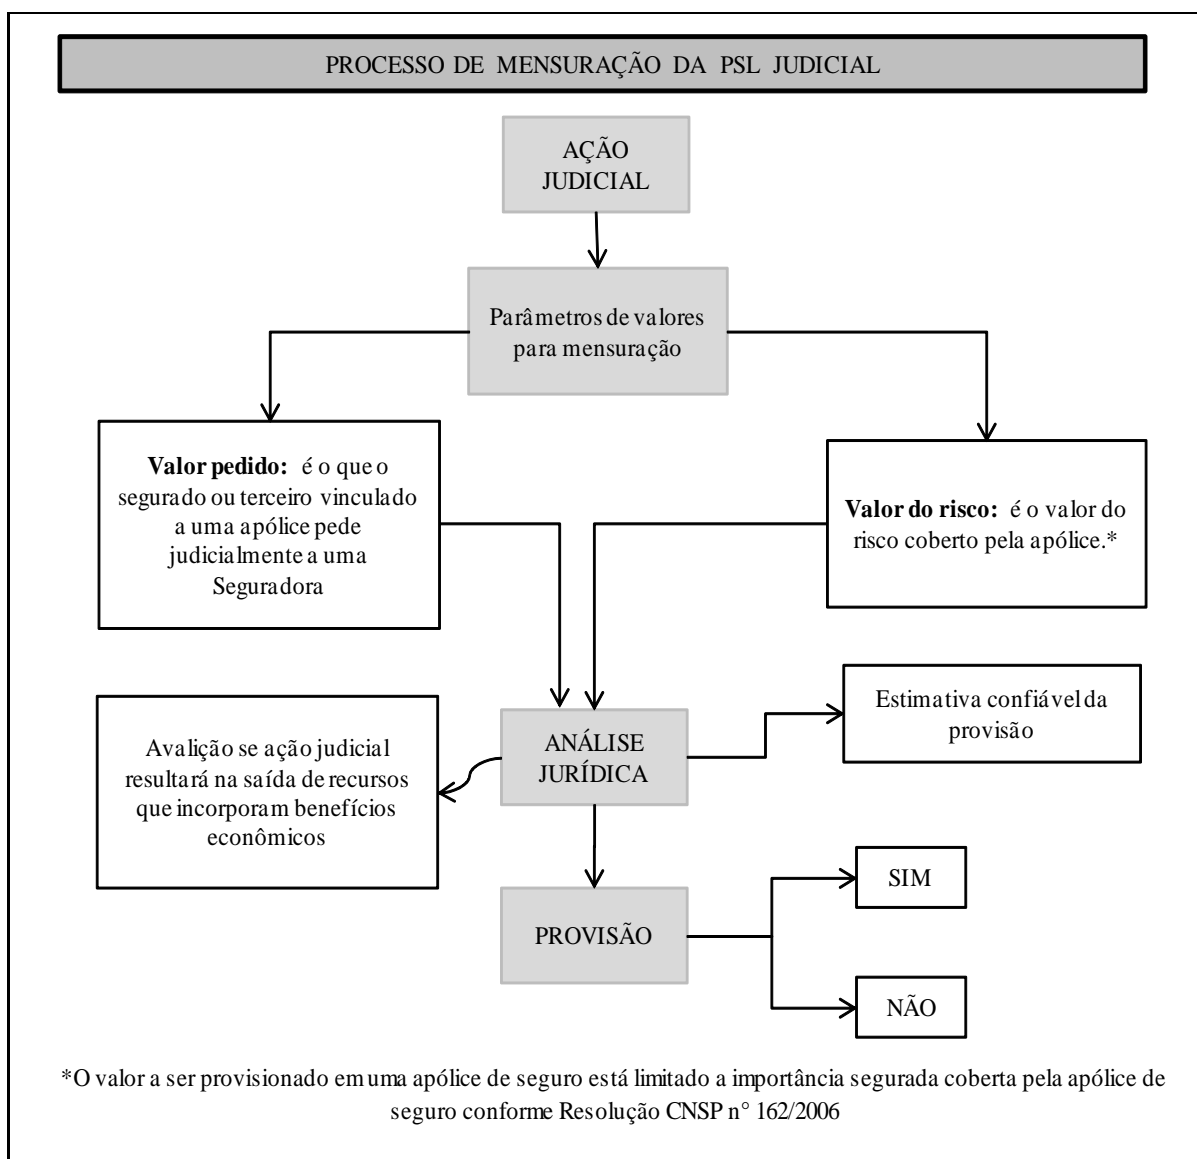 PROCESSO DE MENSURAÇÃO DA PSL JUDICIAL
AÇÃO
JUDICIAL
Parâmetros de valores
para mensuração
Valor pedido: é o que o
segurado ou terceiro vinculado
a uma apólice pede
judicialmente a uma
Seguradora
Valor do risco: é o valor do
risco coberto pela apólice.*
Avalição se ação judicial
resultará na saída de recursos
que incorporam benefícios
econômicos
ANÁLISE
JURÍDICA
Estimativa confiável da
provisão
PROVISÃO
SIM
NÃO
*O valor a ser provisionado em uma apólice de seguro está limitado a importância segurada coberta pela apólice de
seguro conforme Resolução CNSP n° 162/2006